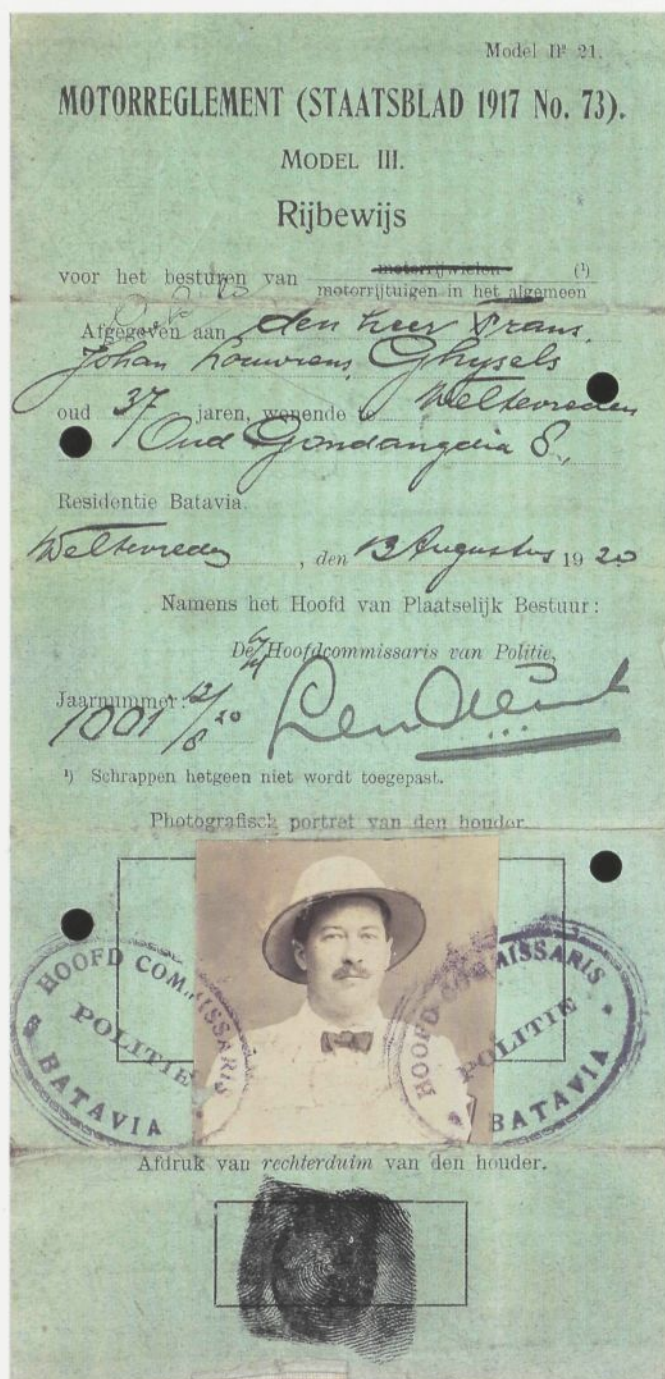 Model Nº 21.
MOTORREGLEMENT (STAATSBLAD 1917 No. 73).
MODEL III.
Rijbewijs
voor het besturen van motorrijwielen (¹)
motorrijtuigen in het algemeen
Afgegeven aan den heer Frans,
Johan Louwrens, Ghijsels
oud 37 jaren, wonende te Weltevreden
Oud Gondangdia 8.,
Residentie Batavia.
Weltevreden, den 13 Augustus 1920
Namens het Hoofd van Plaatselijk Bestuur:
De Hoofdcommissaris van Politie,
Jaarnummer: 12/8 20
1001
¹) Schrappen hetgeen niet wordt toegepast.
Photografisch portret van den houder.
HOOFD COMMISSARIS
POLITIE
BATAVIA
HOOFD COMMISSARIS
POLITIE
BATAVIA
Afdruk van rechterduim van den houder.